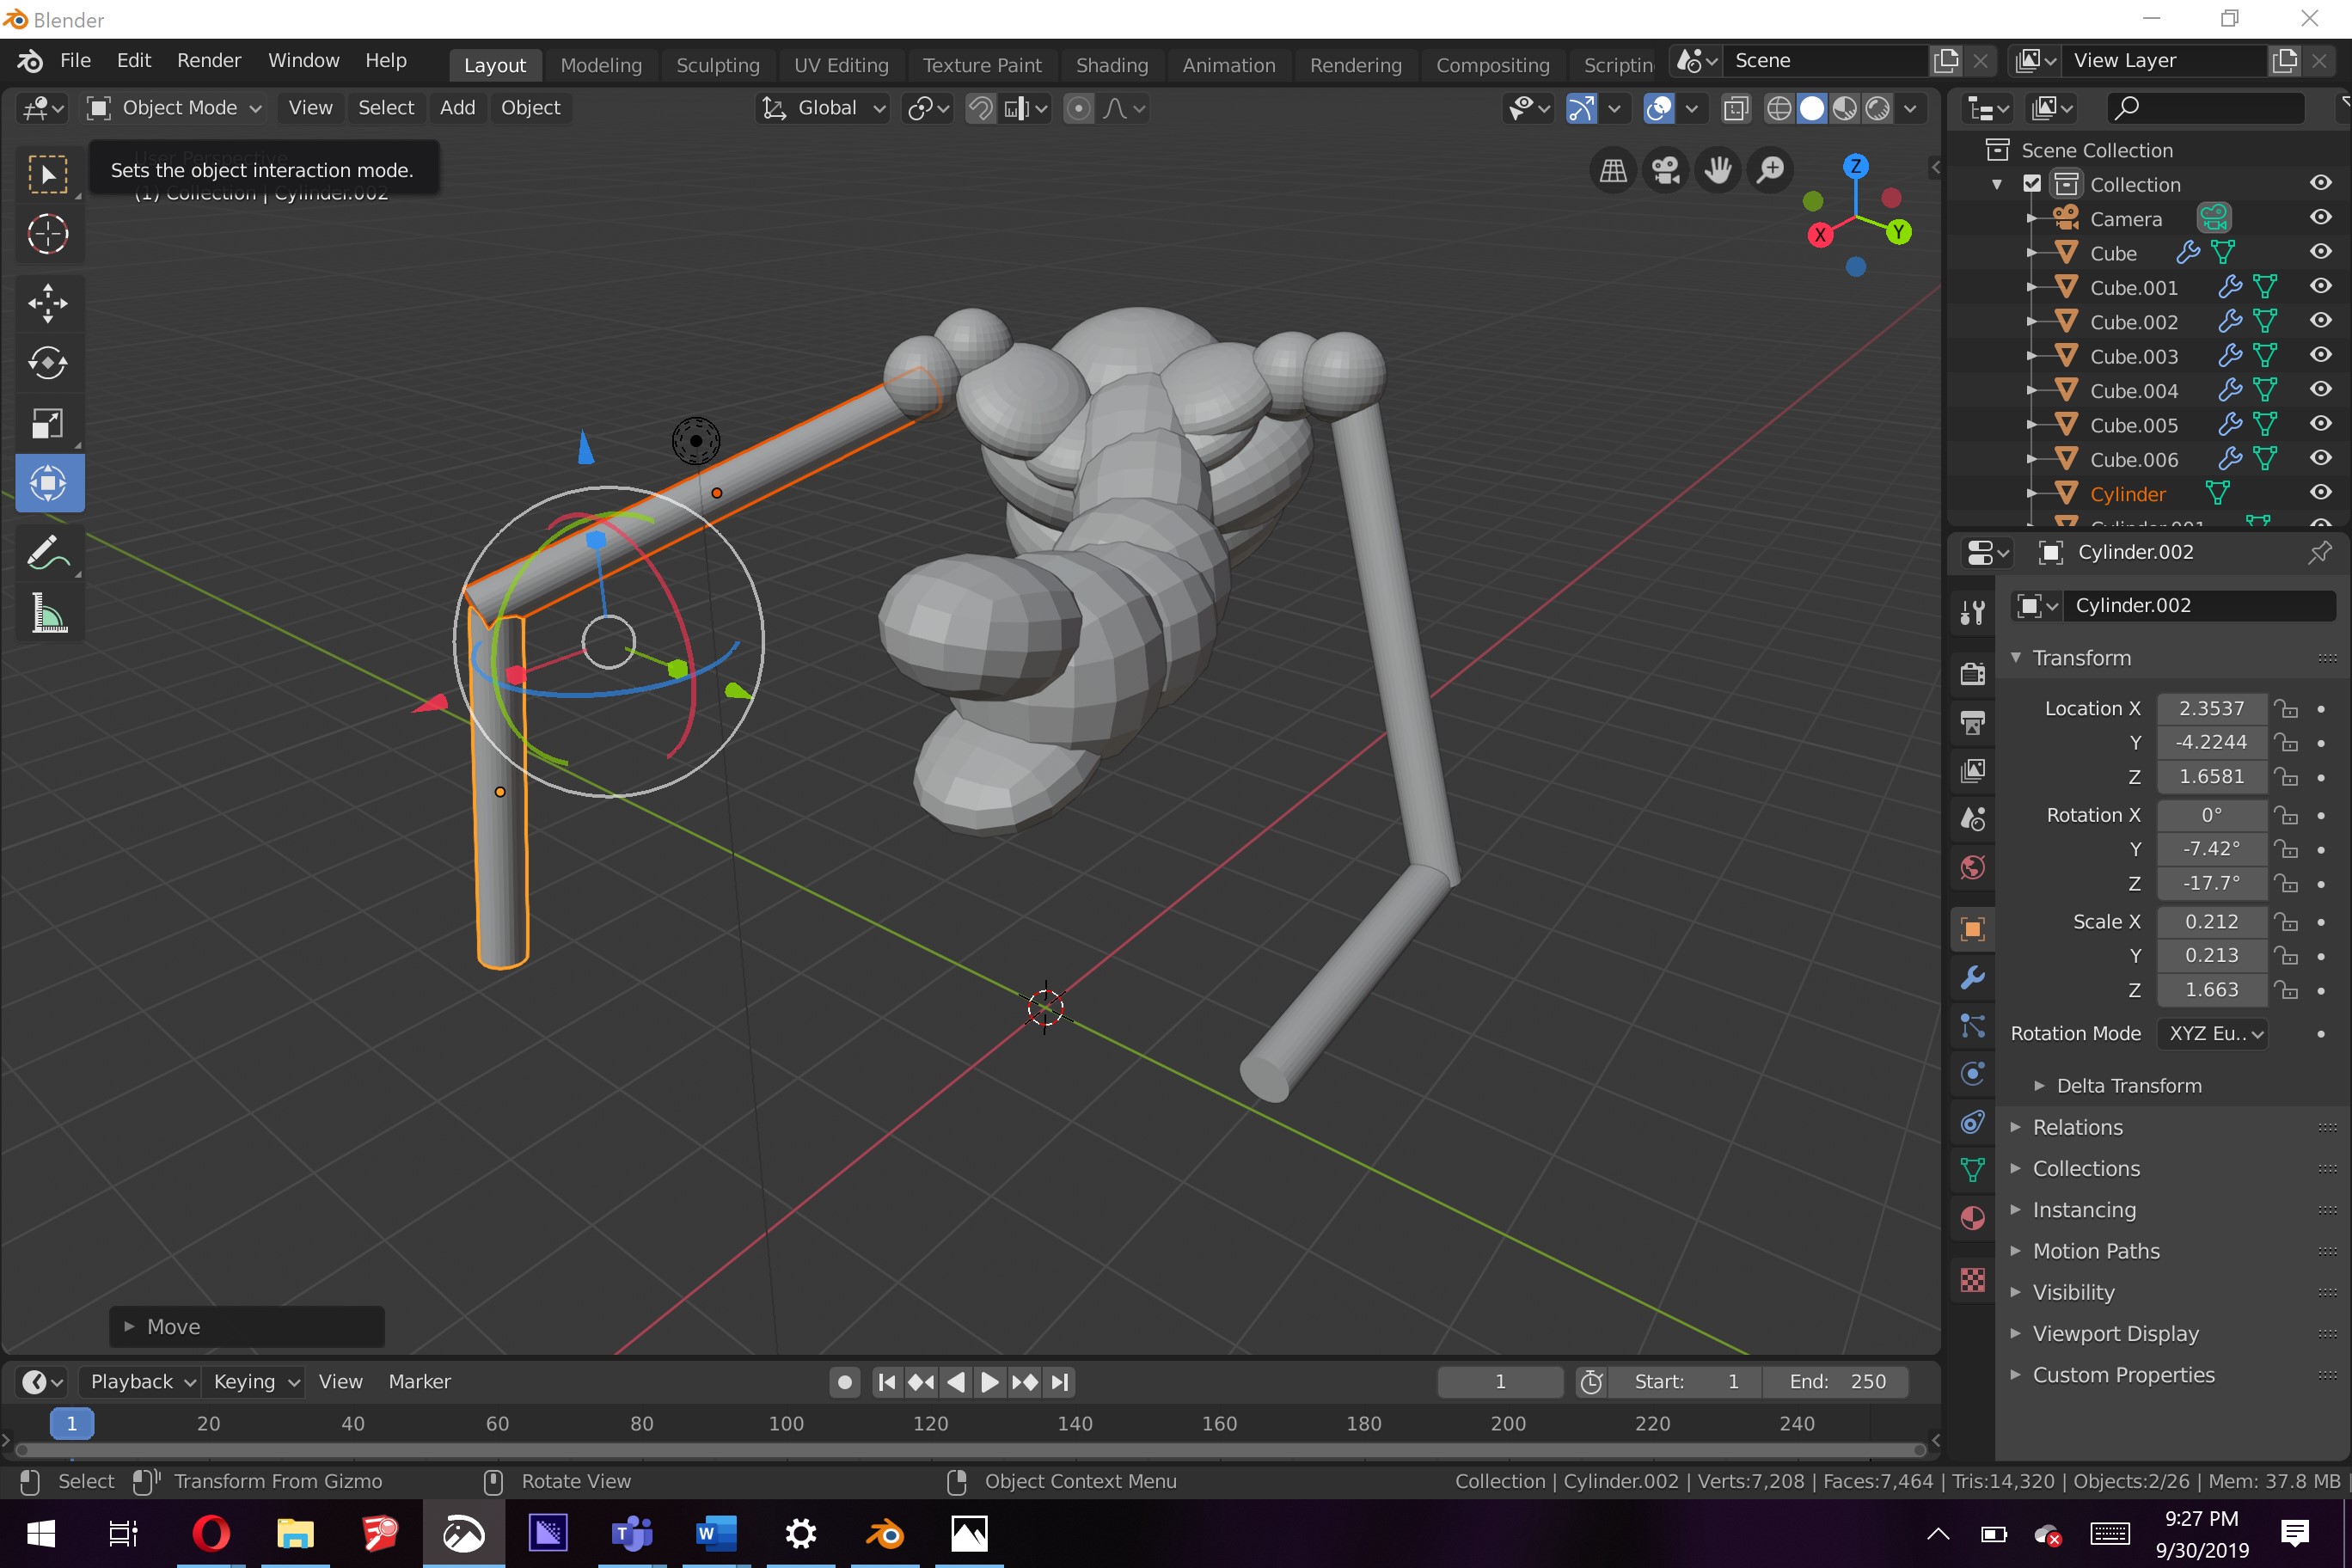 Blender
File Edit Render Window Help Layout Modeling Sculpting UV Editing Texture Paint Shading Animation Rendering Compositing Scriptin Scene View Layer
Object Mode View Select Add Object Global
User Perspective
Sets the object interaction mode.
(1) Collection | Cylinder.002
Z
X
Y
Scene Collection
Collection
Camera
Cube
Cube.001
Cube.002
Cube.003
Cube.004
Cube.005
Cube.006
Cylinder
Cylinder.001
Cylinder.002
Cylinder.002
Transform
Location X 2.3537
Y -4.2244
Z 1.6581
Rotation X 0°
Y -7.42°
Z -17.7°
Scale X 0.212
Y 0.213
Z 1.663
Rotation Mode XYZ Eu..
Delta Transform
Relations
Collections
Instancing
Motion Paths
Visibility
Viewport Display
Custom Properties
Move
Playback Keying View Marker 1 Start: 1 End: 250
1 20 40 60 80 100 120 140 160 180 200 220 240
Select Transform From Gizmo Rotate View Object Context Menu Collection | Cylinder.002 | Verts:7,208 | Faces:7,464 | Tris:14,320 | Objects:2/26 | Mem: 37.8 MB |
9:27 PM
9/30/2019